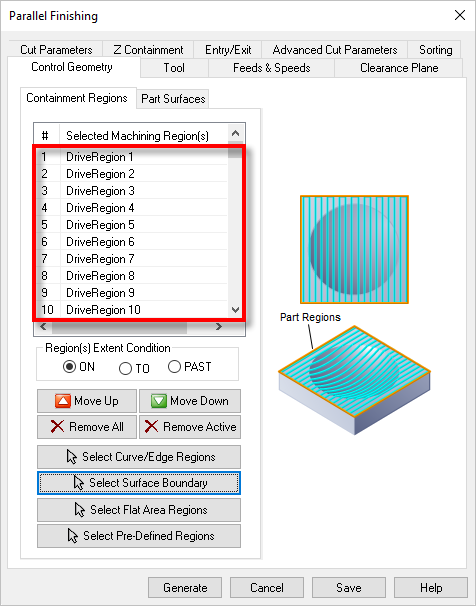 Parallel Finishing
Cut Parameters Z Containment Entry/Exit Advanced Cut Parameters Sorting
Control Geometry Tool Feeds & Speeds Clearance Plane
Containment Regions Part Surfaces
# Selected Machining Region(s)
1 DriveRegion 1
2 DriveRegion 2
3 DriveRegion 3
4 DriveRegion 4
5 DriveRegion 5
6 DriveRegion 6
7 DriveRegion 7
8 DriveRegion 8
9 DriveRegion 9
10 DriveRegion 10
Region(s) Extent Condition
ON TO PAST
Move Up Move Down
Remove All Remove Active
Select Curve/Edge Regions
Select Surface Boundary
Select Flat Area Regions
Select Pre-Defined Regions
Part Regions
Generate Cancel Save Help